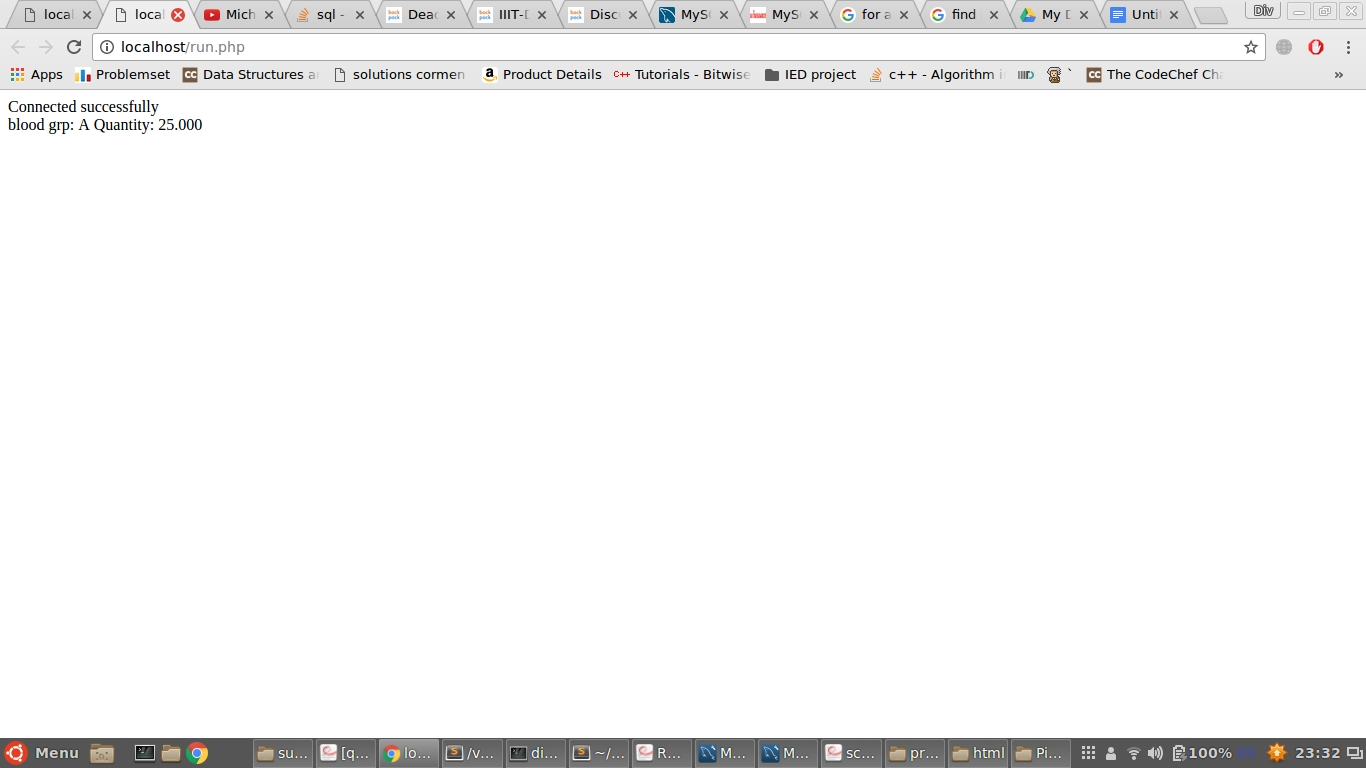 local local Mich sql - Dead IIIT-D Disc MySQ MySQ for a find My D Untit Div
localhost/run.php
Apps Problemset Data Structures a solutions cormen Product Details Tutorials - Bitwise IED project c++ - Algorithm i The CodeChef Cha »
Connected successfully
blood grp: A Quantity: 25.000
Menu su... [q... lo... /v... di... ~/... R... M... M... sc... pr... html Pi... 100% 23:32